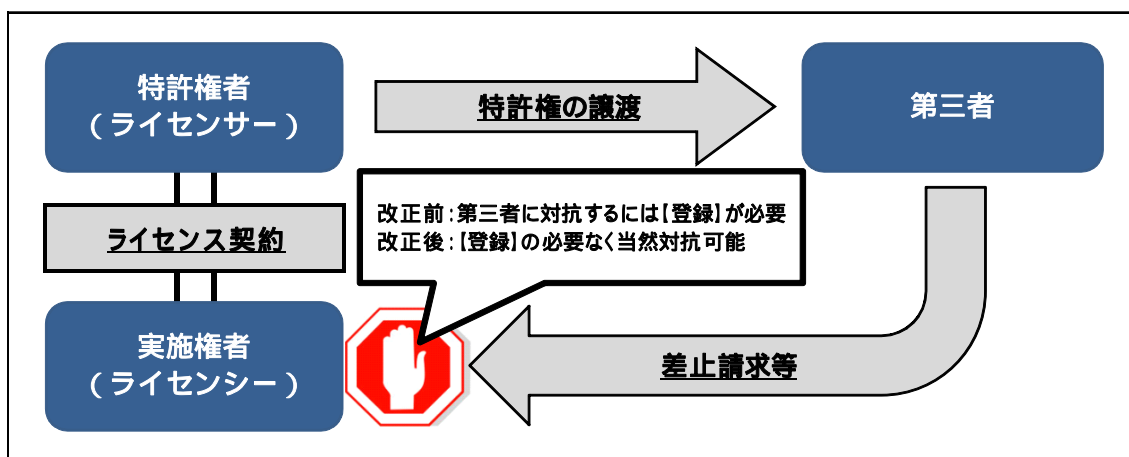 特許権者
(ライセンサー)
特許権の譲渡
第三者
改正前:第三者に対抗するには【登録】が必要
改正後:【登録】の必要なく当然対抗可能
ライセンス契約
実施権者
(ライセンシー)
差止請求等